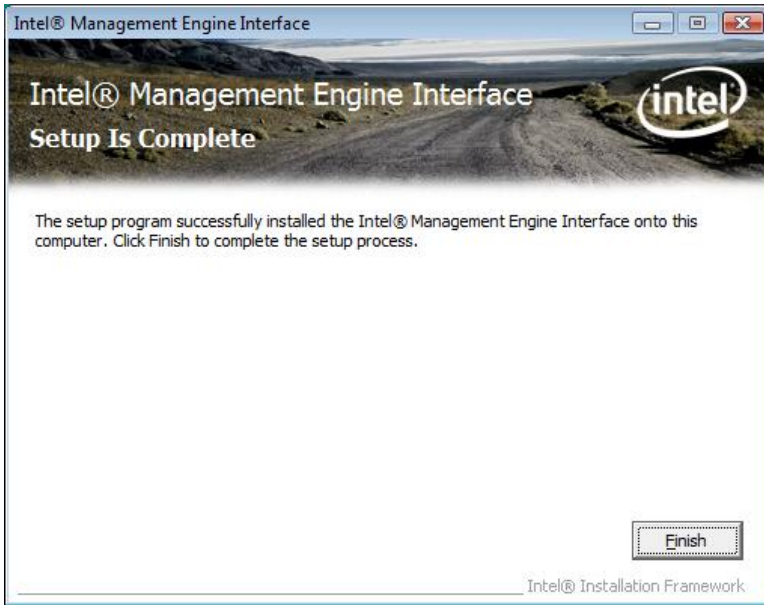 Intel® Management Engine Interface
Intel® Management Engine Interface
intel
Setup Is Complete
The setup program successfully installed the Intel® Management Engine Interface onto this
computer. Click Finish to complete the setup process.
Finish
Intel® Installation Framework